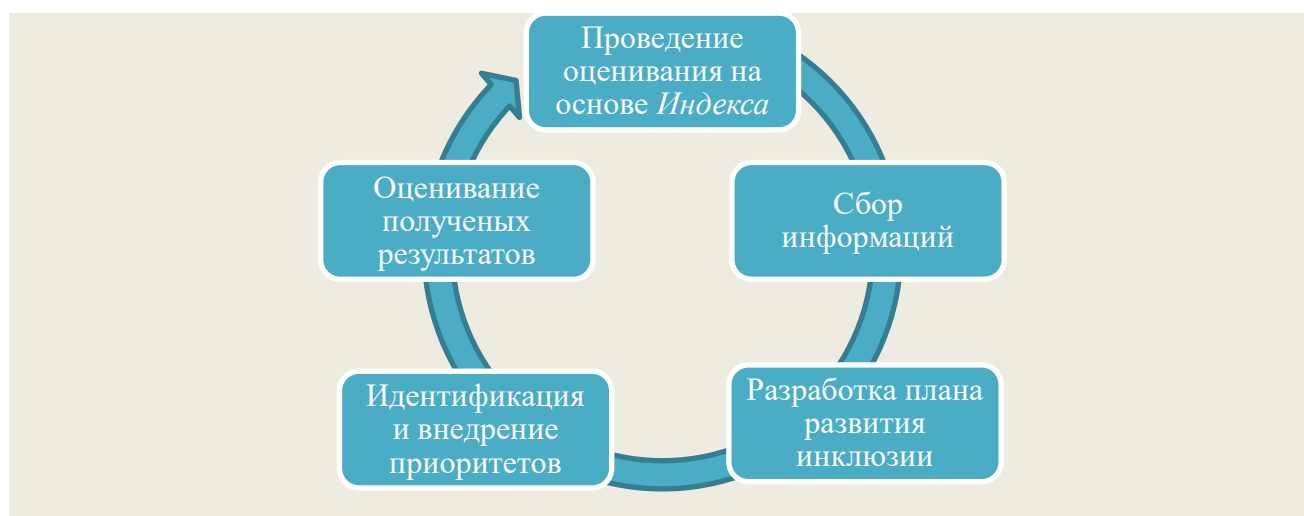 Проведение
оценивания на
основе Индекса
Сбор
информаций
Разработка плана
развития
инклюзии
Идентификация
и внедрение
приоритетов
Оценивание
полученых
результатов